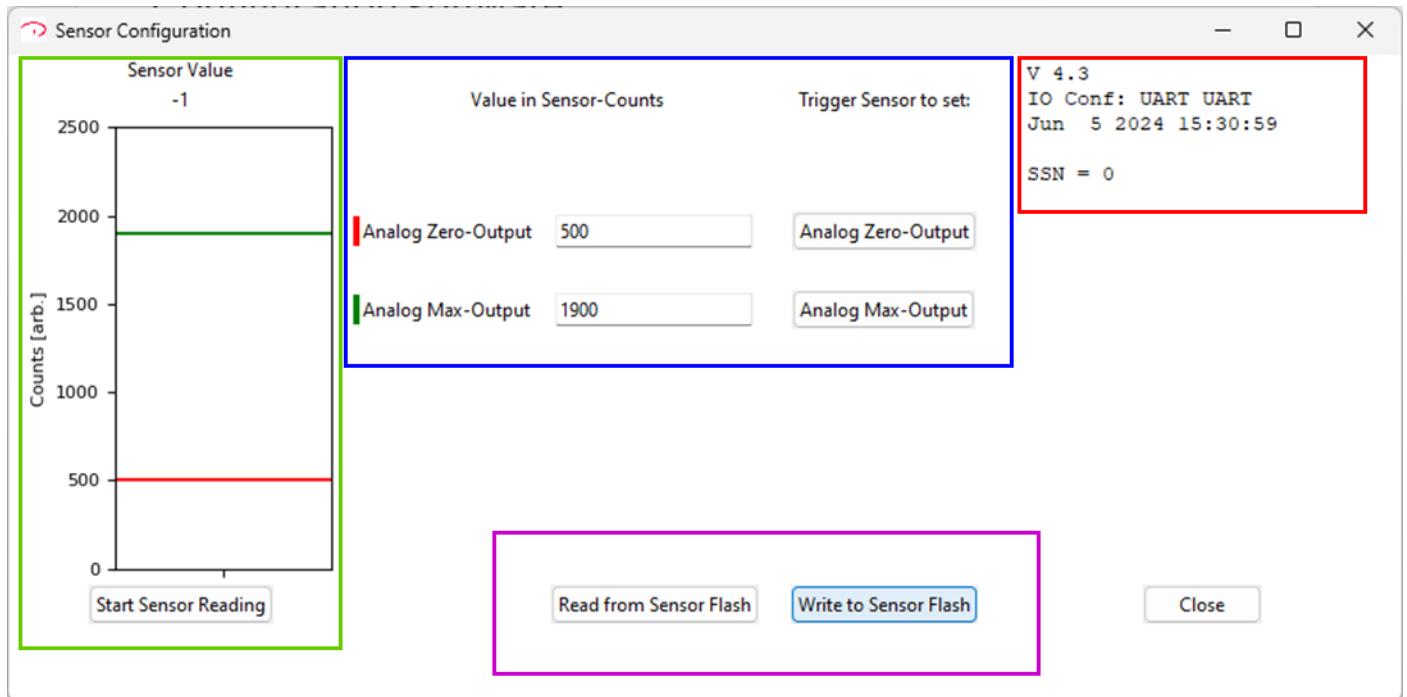 Sensor Configuration
Sensor Value
-1
2500
2000
1500
1000
500
0
Counts [arb.]
Start Sensor Reading
Value in Sensor-Counts
Trigger Sensor to set:
Analog Zero-Output
500
Analog Zero-Output
Analog Max-Output
1900
Analog Max-Output
V 4.3
IO Conf: UART UART
Jun  5 2024 15:30:59
SSN = 0
Read from Sensor Flash
Write to Sensor Flash
Close